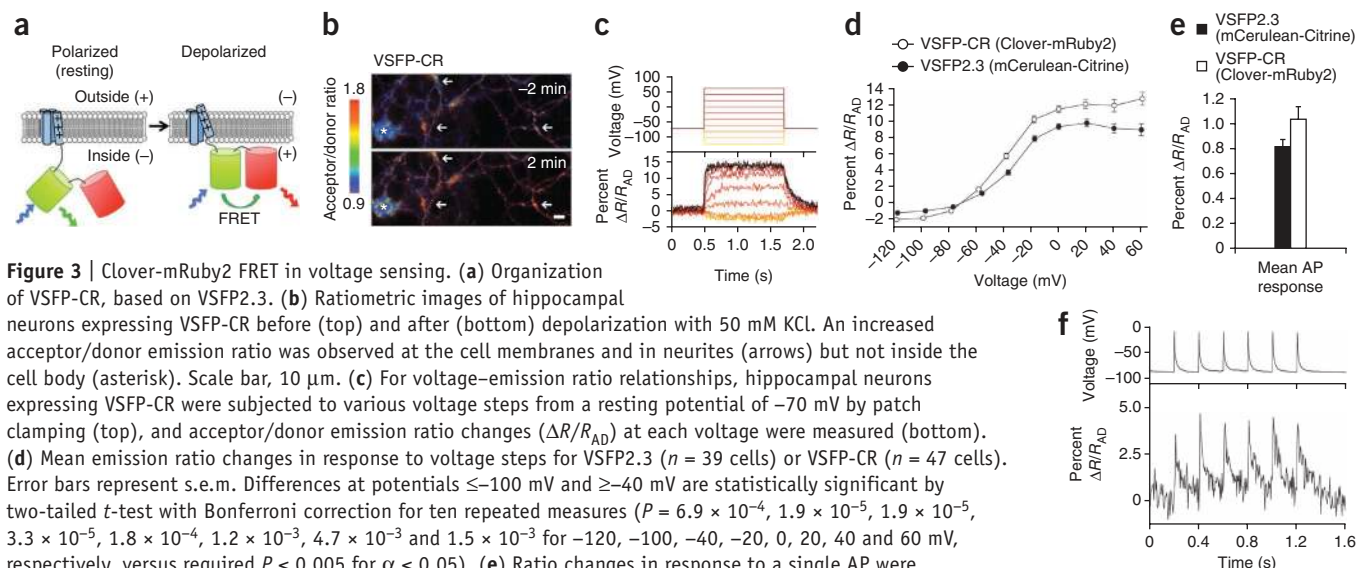 a
Polarized
(resting)
Depolarized
Outside (+)
(–)
Inside (–)
(+)
FRET
b
VSFP-CR
Acceptor/donor ratio
1.8
0.9
–2 min
2 min
*
*
c
Voltage (mV)
100
50
0
–50
–100
Percent
ΔR/R_AD
15
10
5
0
–5
0
0.5
1.0
1.5
2.0
Time (s)
d
VSFP-CR (Clover-mRuby2)
VSFP2.3 (mCerulean-Citrine)
Percent ΔR/R_AD
14
12
10
8
6
4
2
0
–2
–120
–100
–80
–60
–40
–20
0
20
40
60
Voltage (mV)
e
VSFP2.3
(mCerulean-Citrine)
VSFP-CR
(Clover-mRuby2)
Percent ΔR/R_AD
1.2
1.0
0.8
0.6
0.4
0.2
0
Mean AP
response
f
Voltage (mV)
0
–50
–100
Percent
ΔR/R_AD
5.0
2.5
0
0
0.4
0.8
1.2
1.6
Time (s)
Figure 3 | Clover-mRuby2 FRET in voltage sensing. (a) Organization
of VSFP-CR, based on VSFP2.3. (b) Ratiometric images of hippocampal
neurons expressing VSFP-CR before (top) and after (bottom) depolarization with 50 mM KCl. An increased
acceptor/donor emission ratio was observed at the cell membranes and in neurites (arrows) but not inside the
cell body (asterisk). Scale bar, 10 μm. (c) For voltage–emission ratio relationships, hippocampal neurons
expressing VSFP-CR were subjected to various voltage steps from a resting potential of –70 mV by patch
clamping (top), and acceptor/donor emission ratio changes (ΔR/R_AD) at each voltage were measured (bottom).
(d) Mean emission ratio changes in response to voltage steps for VSFP2.3 (n = 39 cells) or VSFP-CR (n = 47 cells).
Error bars represent s.e.m. Differences at potentials ≤–100 mV and ≥–40 mV are statistically significant by
two-tailed t-test with Bonferroni correction for ten repeated measures (P = 6.9 × 10⁻⁴, 1.9 × 10⁻⁵, 1.9 × 10⁻⁵,
3.3 × 10⁻⁵, 1.8 × 10⁻⁴, 1.2 × 10⁻³, 4.7 × 10⁻³ and 1.5 × 10⁻³ for –120, –100, –40, –20, 0, 20, 40 and 60 mV,
respectively, versus required P < 0.005 for α < 0.05). (e) Ratio changes in response to a single AP were